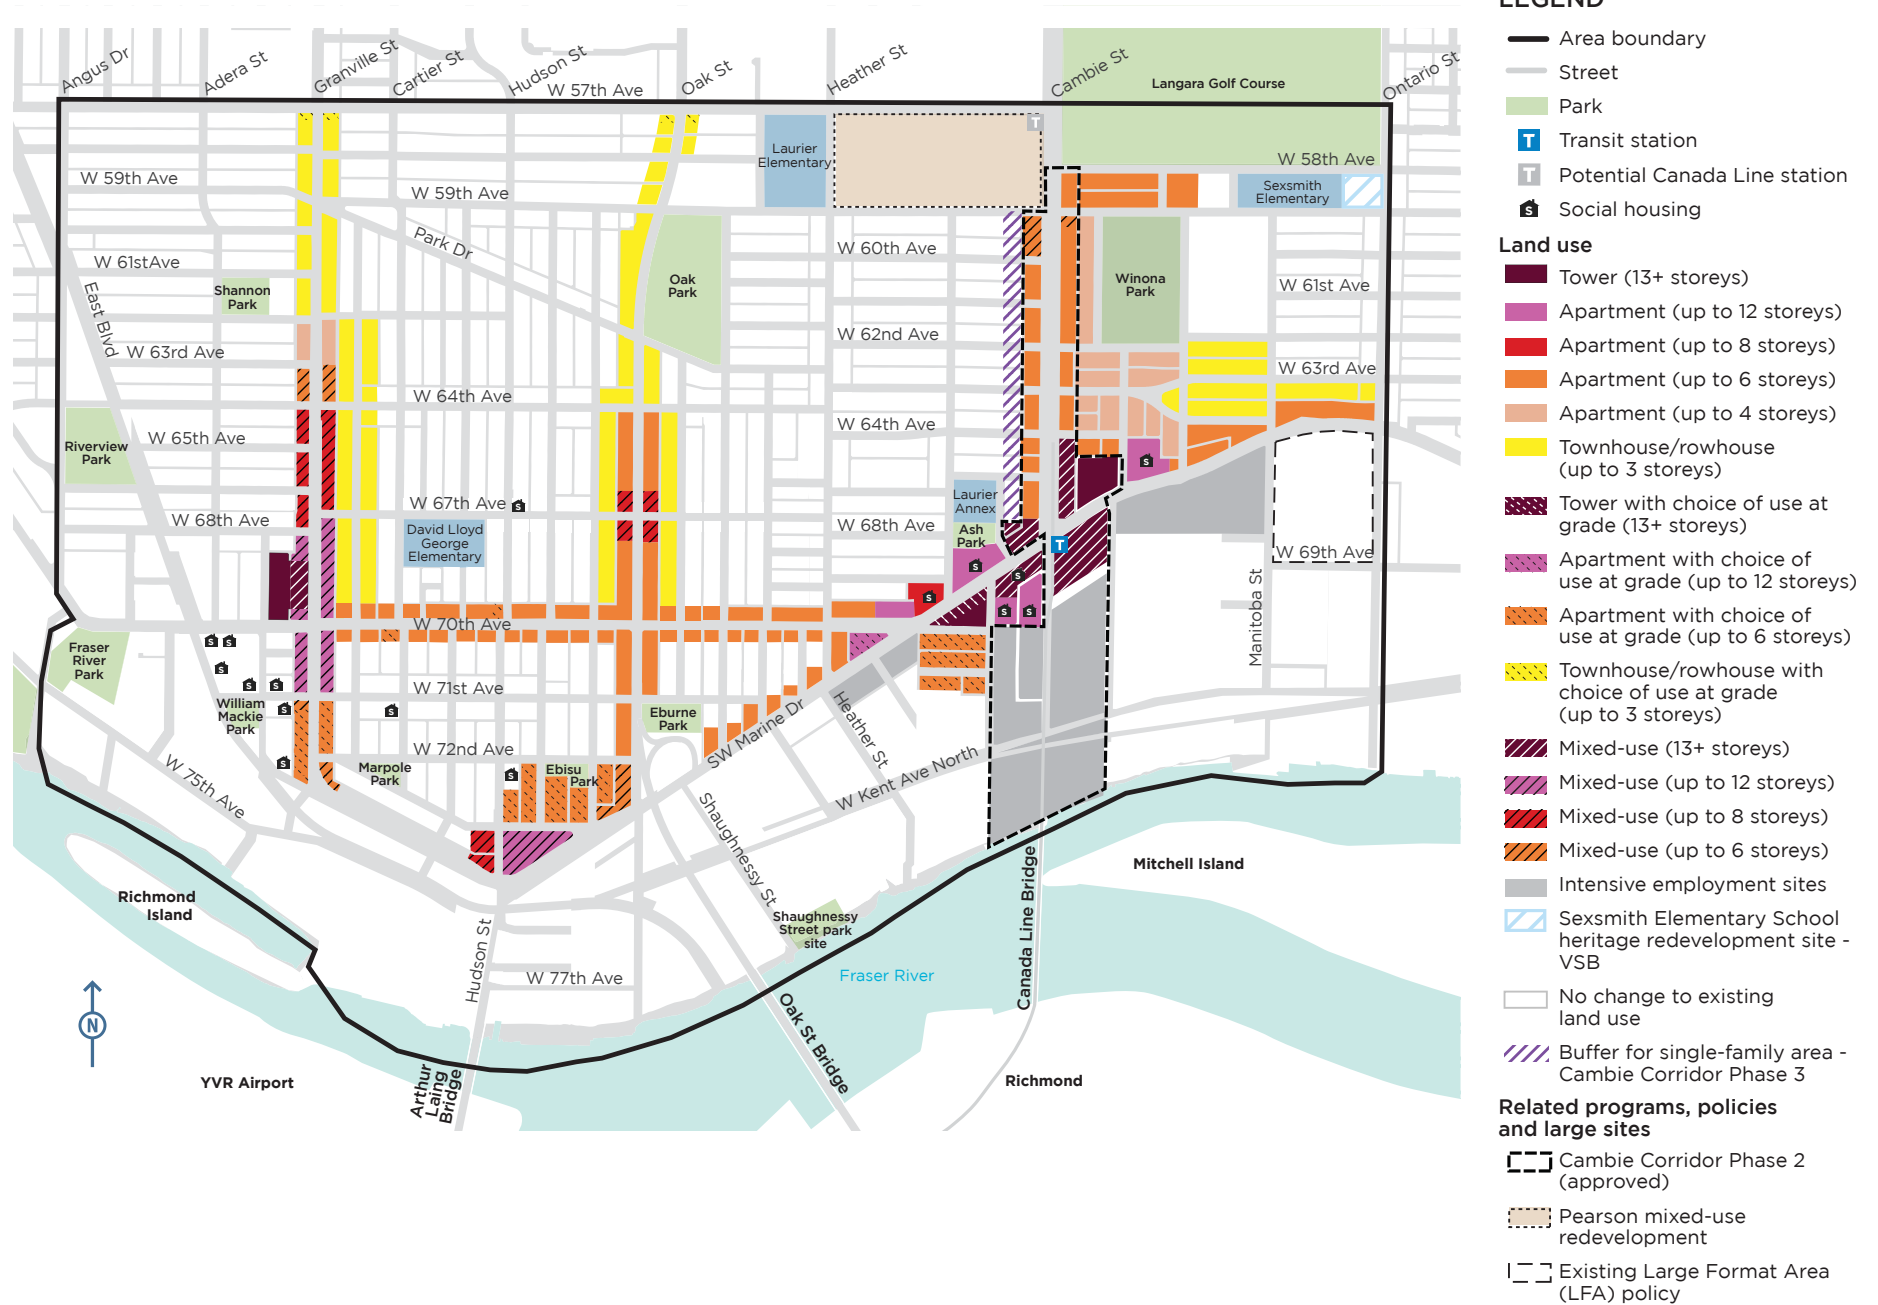 LEGEND
Area boundary
Street
Park
T
Transit station
T
Potential Canada Line station
S
Social housing
Land use
Tower (13+ storeys)
Apartment (up to 12 storeys)
Apartment (up to 8 storeys)
Apartment (up to 6 storeys)
Apartment (up to 4 storeys)
Townhouse/rowhouse
(up to 3 storeys)
Tower with choice of use at
grade (13+ storeys)
Apartment with choice of
use at grade (up to 12 storeys)
Apartment with choice of
use at grade (up to 6 storeys)
Townhouse/rowhouse with
choice of use at grade
(up to 3 storeys)
Mixed-use (13+ storeys)
Mixed-use (up to 12 storeys)
Mixed-use (up to 8 storeys)
Mixed-use (up to 6 storeys)
Intensive employment sites
Sexsmith Elementary School
heritage redevelopment site -
VSB
No change to existing
land use
Buffer for single-family area -
Cambie Corridor Phase 3
Related programs, policies
and large sites
Cambie Corridor Phase 2
(approved)
Pearson mixed-use
redevelopment
Existing Large Format Area
(LFA) policy
Angus Dr
Adera St
Granville St
Cartier St
Hudson St
W 57th Ave
Oak St
Heather St
Cambie St
Langara Golf Course
Ontario St
T
Laurier
Elementary
W 58th Ave
W 59th Ave
W 59th Ave
Sexsmith
Elementary
Park Dr
W 60th Ave
W 61stAve
Shannon
Park
Oak
Park
Winona
Park
W 61st Ave
East Blvd
W 62nd Ave
W 63rd Ave
W 63rd Ave
W 64th Ave
W 64th Ave
Riverview
Park
W 65th Ave
S
W 67th Ave
S
W 68th Ave
David Lloyd
George
Elementary
Laurier
Annex
W 68th Ave
Ash
Park
T
W 69th Ave
S
S
S
S
S
Manitoba St
W 70th Ave
Fraser
River
Park
S
S
S
S
S
W 71st Ave
William
Mackie
Park
S
S
Eburne
Park
Heather St
SW Marine Dr
W 72nd Ave
S
Marpole
Park
S
Ebisu
Park
W 75th Ave
W Kent Ave North
Shaughnessy St
Mitchell Island
Richmond
Island
Shaughnessy
Street park
site
Canada Line Bridge
Hudson St
W 77th Ave
Fraser River
N
Oak St Bridge
YVR Airport
Arthur
Laing
Bridge
Richmond